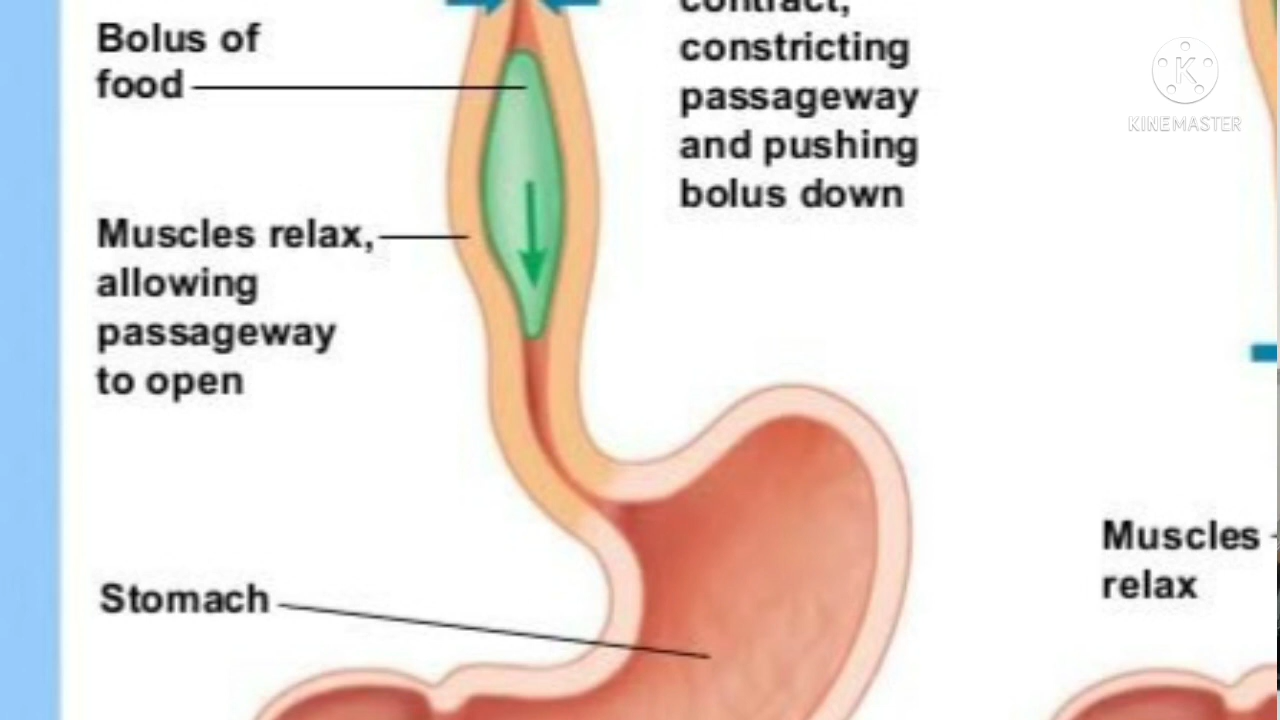 Bolus of
food
Muscles relax,
allowing
passageway
to open
Stomach
contract,
constricting
passageway
and pushing
bolus down
KINEMASTER
Muscles
relax